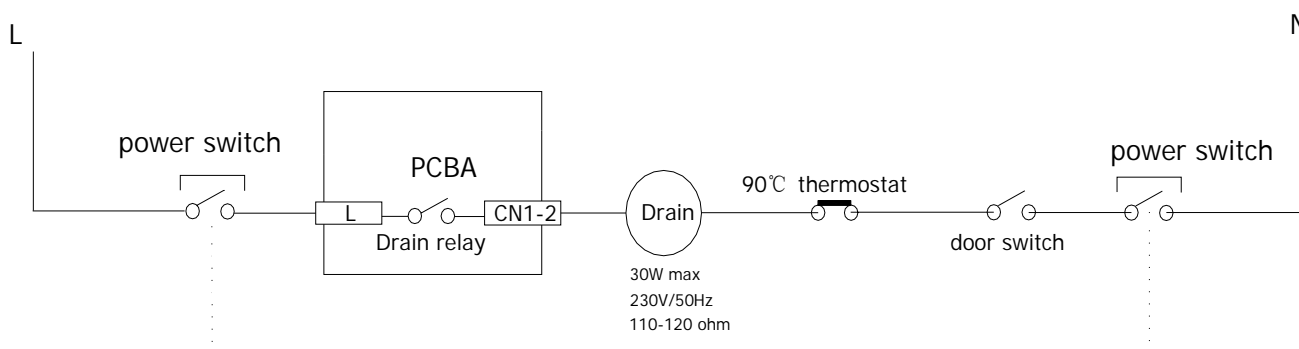 L
N
power switch
PCBA
power switch
90℃ thermostat
L
CN1-2
Drain
Drain relay
door switch
30W max
230V/50Hz
110-120 ohm